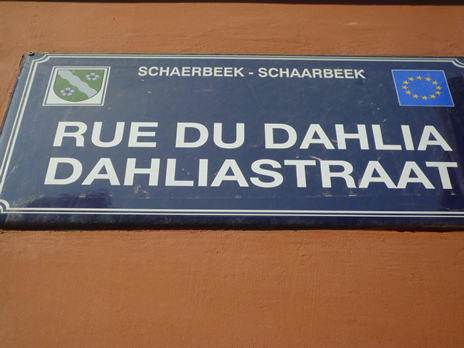 SCHAERBEEK - SCHAARBEEK
RUE DU DAHLIA
DAHLIASTRAAT